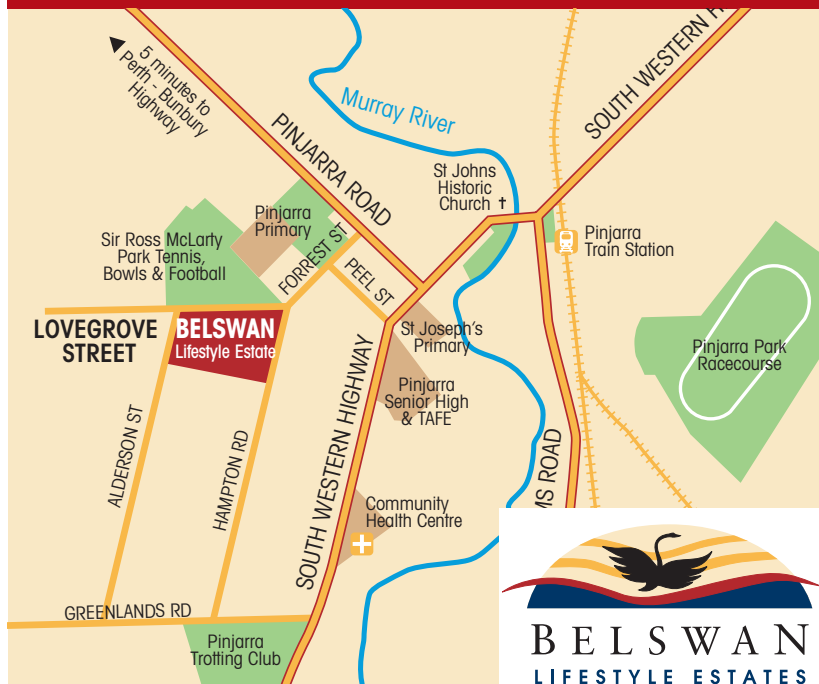 5 minutes to
Perth - Bunbury
Highway
PINJARRA ROAD
Murray River
SOUTH WESTERN H
St Johns
Historic
Church ✝
Pinjarra
Train Station
Pinjarra
Primary
Sir Ross McLarty
Park Tennis,
Bowls & Football
FORREST ST
PEEL ST
LOVEGROVE
STREET
BELSWAN
Lifestyle Estate
St Joseph's
Primary
Pinjarra Park
Racecourse
Pinjarra
Senior High
& TAFE
ALDERSON ST
HAMPTON RD
SOUTH WESTERN HIGHWAY
MS ROAD
Community
Health Centre
GREENLANDS RD
Pinjarra
Trotting Club
BELSWAN
LIFESTYLE ESTATES